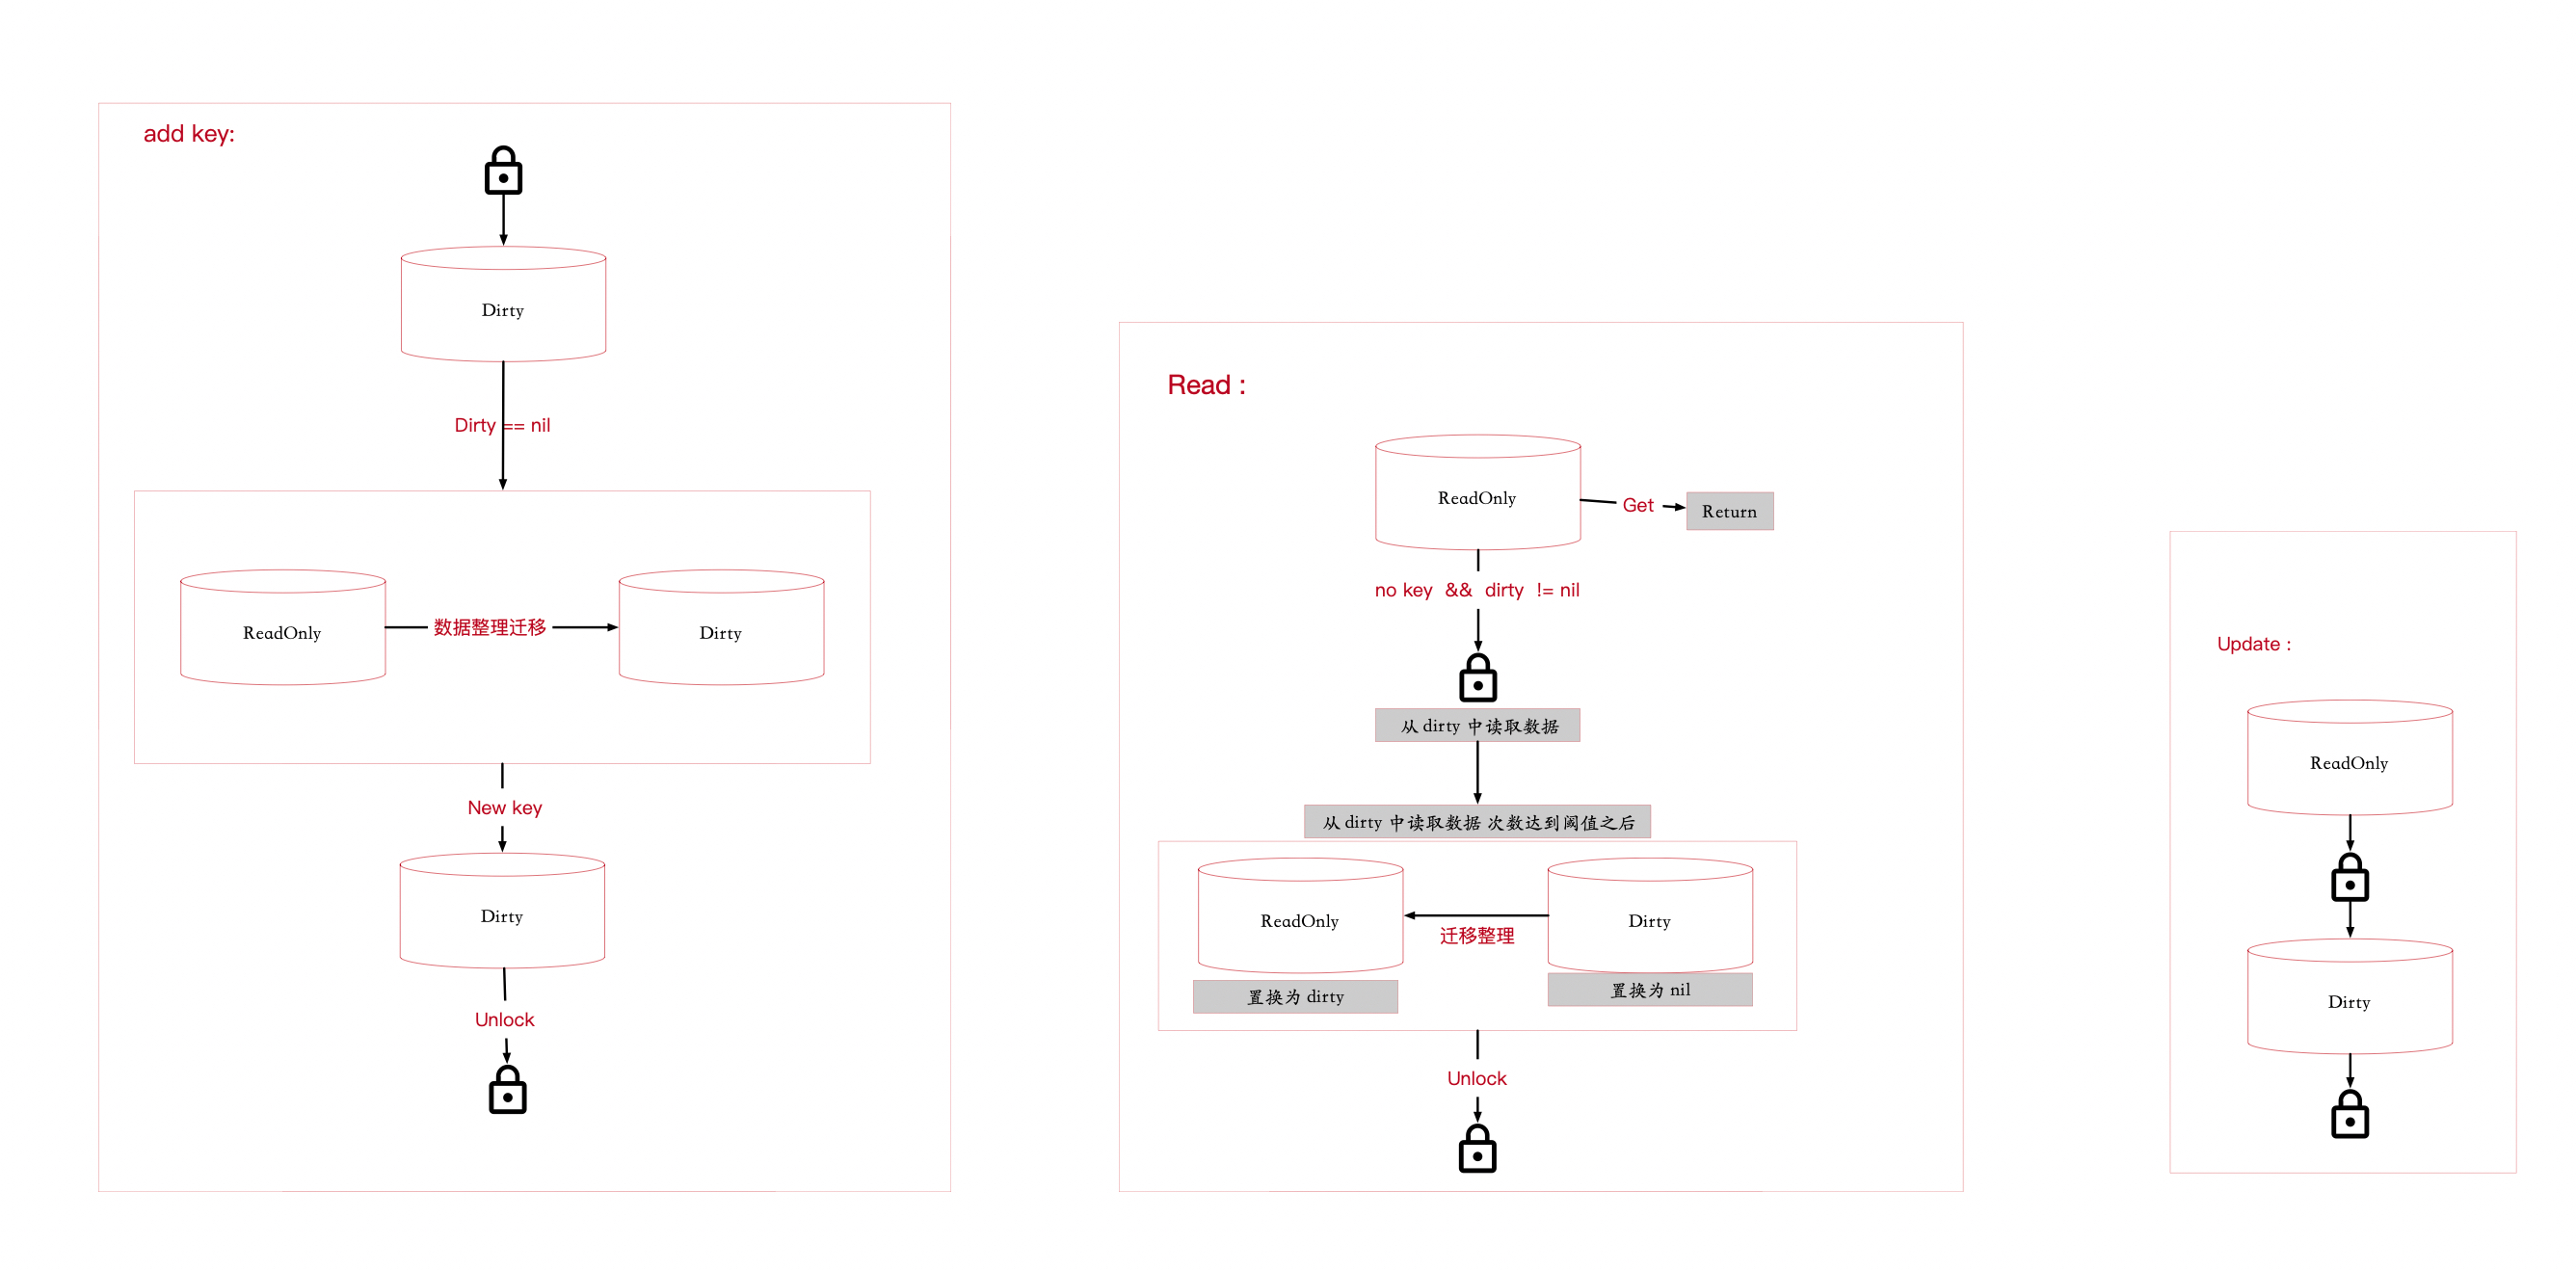 add key:
Dirty
Dirty == nil
ReadOnly
数据整理迁移
Dirty
New key
Dirty
Unlock
Read :
ReadOnly
Get
Return
no key && dirty != nil
从 dirty 中读取数据
从 dirty 中读取数据 次数达到阈值之后
ReadOnly
迁移整理
Dirty
置换为 dirty
置换为 nil
Unlock
Update :
ReadOnly
Dirty